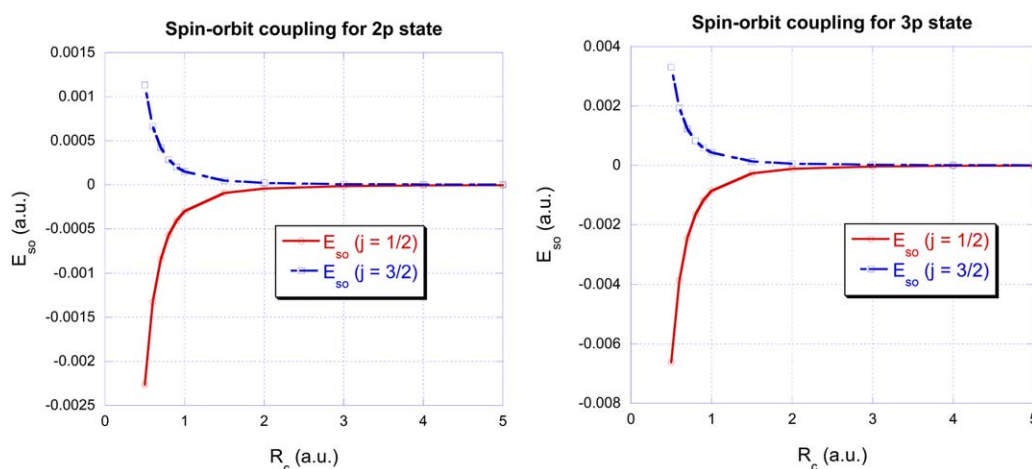 Spin-orbit coupling for 2p state
0.0015
0.001
0.0005
0
-0.0005
-0.001
-0.0015
-0.002
-0.0025
E_so (a.u.)
E_so (j = 1/2)
E_so (j = 3/2)
0 1 2 3 4 5
R_c (a.u.)
Spin-orbit coupling for 3p state
0.004
0.002
0
-0.002
-0.004
-0.006
-0.008
E_so (a.u.)
E_so (j = 1/2)
E_so (j = 3/2)
0 1 2 3 4 5
R_c (a.u.)